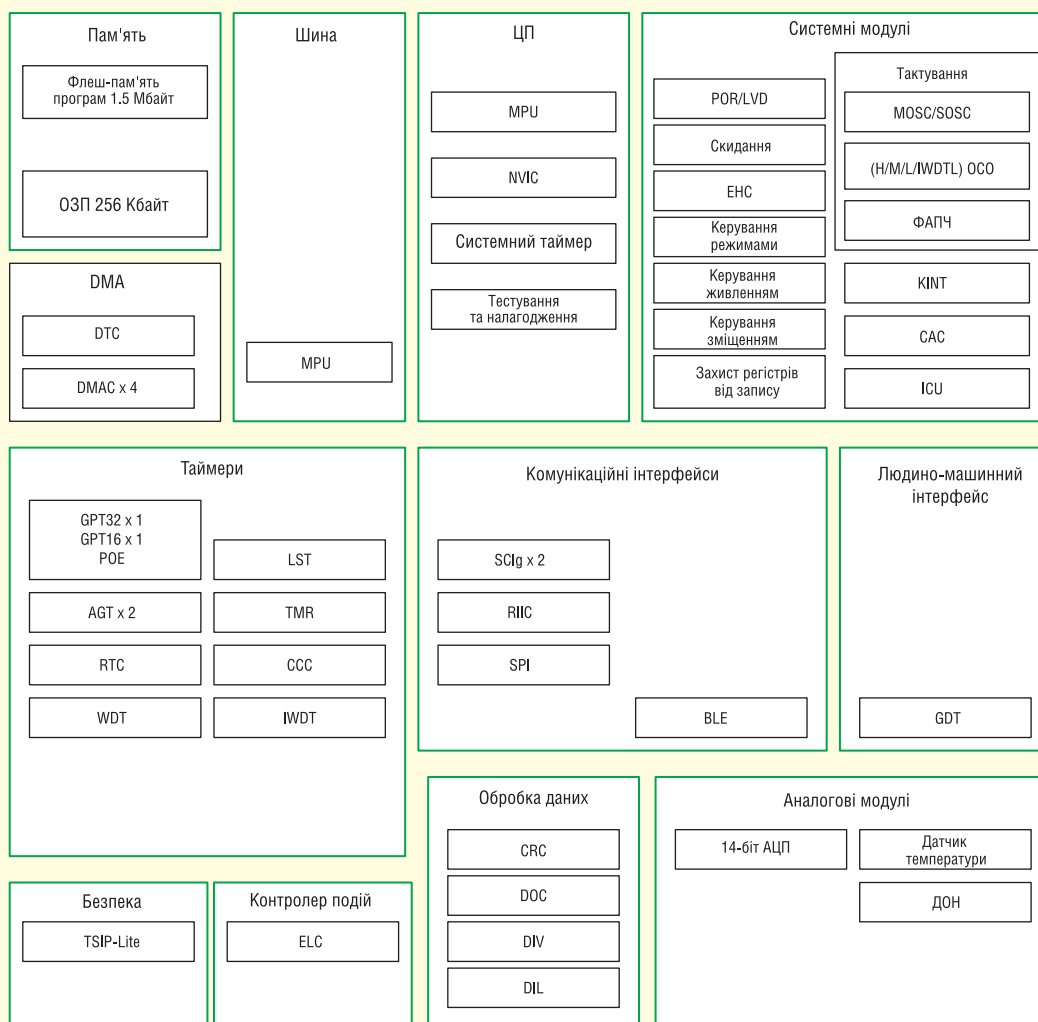 Пам'ять
Флеш-пам'ять
програм 1.5 Мбайт
ОЗП 256 Кбайт
DMA
DTC
DMAC x 4
Шина
MPU
ЦП
MPU
NVIC
Системний таймер
Тестування
та налагодження
Системні модулі
POR/LVD
Скидання
EHC
Керування
режимами
Керування
живленням
Керування
зміщенням
Захист регістрів
від запису
Тактування
MOSC/SOSC
(H/M/L/IWDTL) OCO
ФАПЧ
KINT
CAC
ICU
Таймери
GPT32 x 1
GPT16 x 1
POE
AGT x 2
RTC
WDT
LST
TMR
CCC
IWDT
Комунікаційні інтерфейси
SCIg x 2
RIIC
SPI
BLE
Людино-машинний
інтерфейс
GDT
Безпека
TSIP-Lite
Контролер подій
ELC
Обробка даних
CRC
DOC
DIV
DIL
Аналогові модулі
14-біт АЦП
Датчик
температури
ДОН